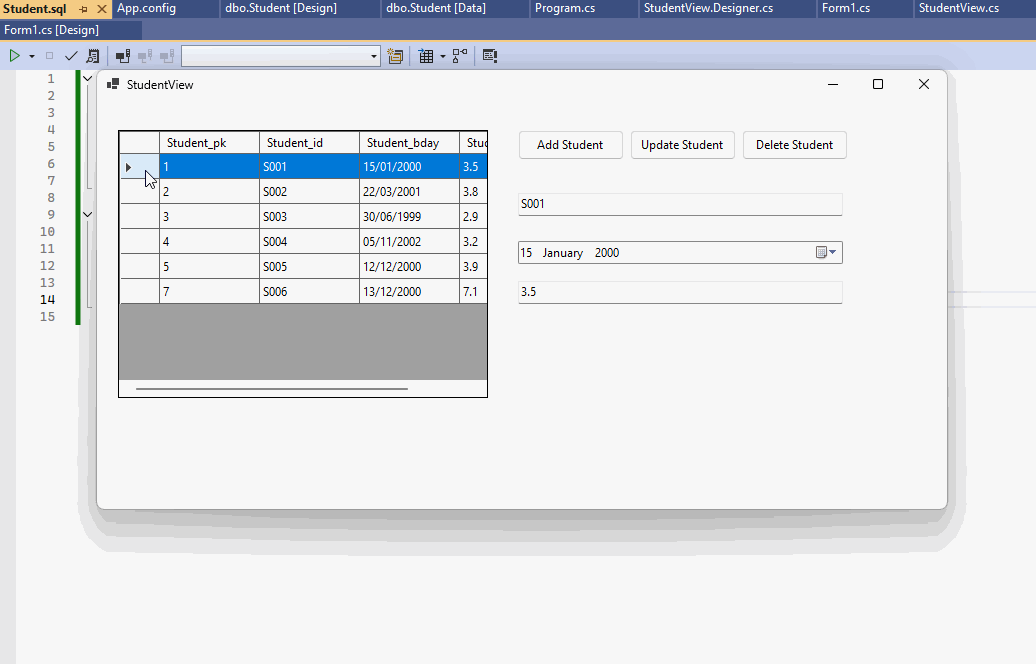 Student.sql App.config dbo.Student [Design] dbo.Student [Data] Program.cs StudentView.Designer.cs Form1.cs StudentView.cs
Form1.cs [Design]
StudentView
1
2
3
4
5
6
7
8
9
10
11
12
13
14
15
Student_pk Student_id Student_bday Stud
1 S001 15/01/2000 3.5
2 S002 22/03/2001 3.8
3 S003 30/06/1999 2.9
4 S004 05/11/2002 3.2
5 S005 12/12/2000 3.9
7 S006 13/12/2000 7.1
Add Student Update Student Delete Student
S001
15 January 2000
3.5